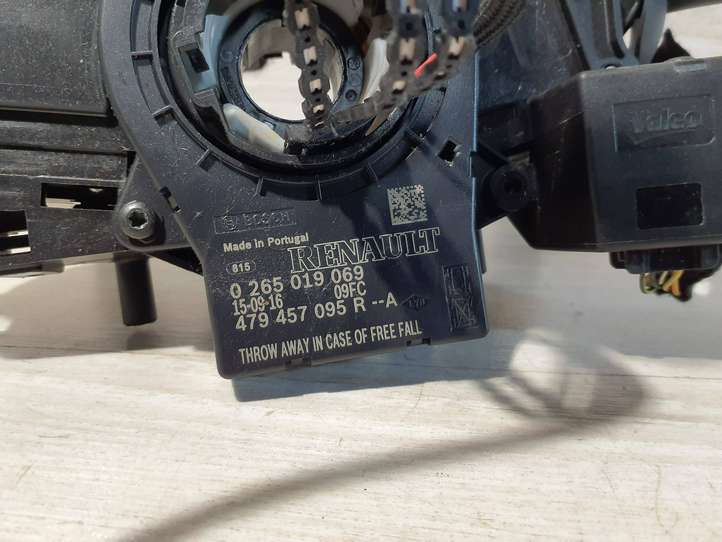 BOSCH
Valeo
Made in Portugal
RENAULT
815
0 265 019 069
15-09-16 09FC
479 457 095 R --A
THROW AWAY IN CASE OF FREE FALL